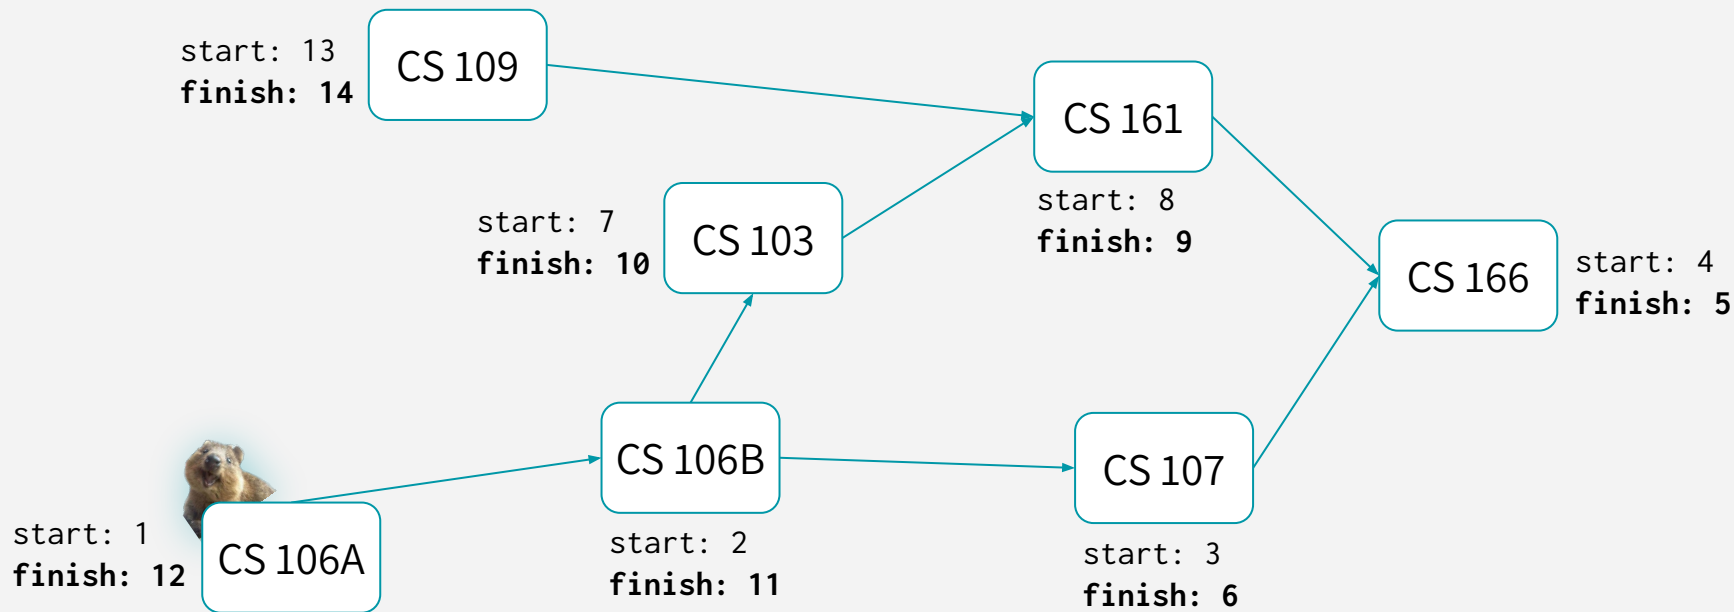 start: 13
finish: 14
CS 109
CS 161
start: 8
finish: 9
start: 7
finish: 10
CS 103
CS 166
start: 4
finish: 5
CS 106B
start: 2
finish: 11
CS 107
start: 3
finish: 6
start: 1
finish: 12
CS 106A